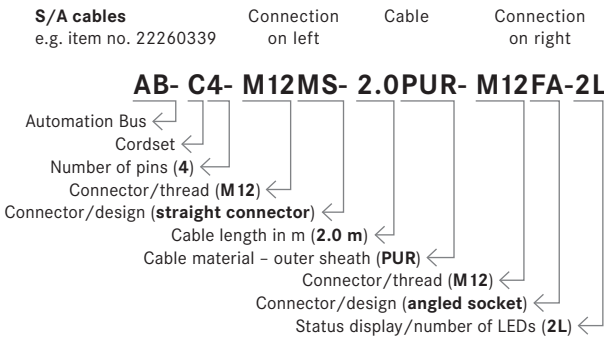 S/A cables Connection Cable Connection
e.g. item no. 22260339 on left on right
AB- C4- M12MS- 2.0PUR- M12FA-2L
Automation Bus
Cordset
Number of pins (4)
Connector/thread (M12)
Connector/design (straight connector)
Cable length in m (2.0 m)
Cable material – outer sheath (PUR)
Connector/thread (M12)
Connector/design (angled socket)
Status display/number of LEDs (2L)